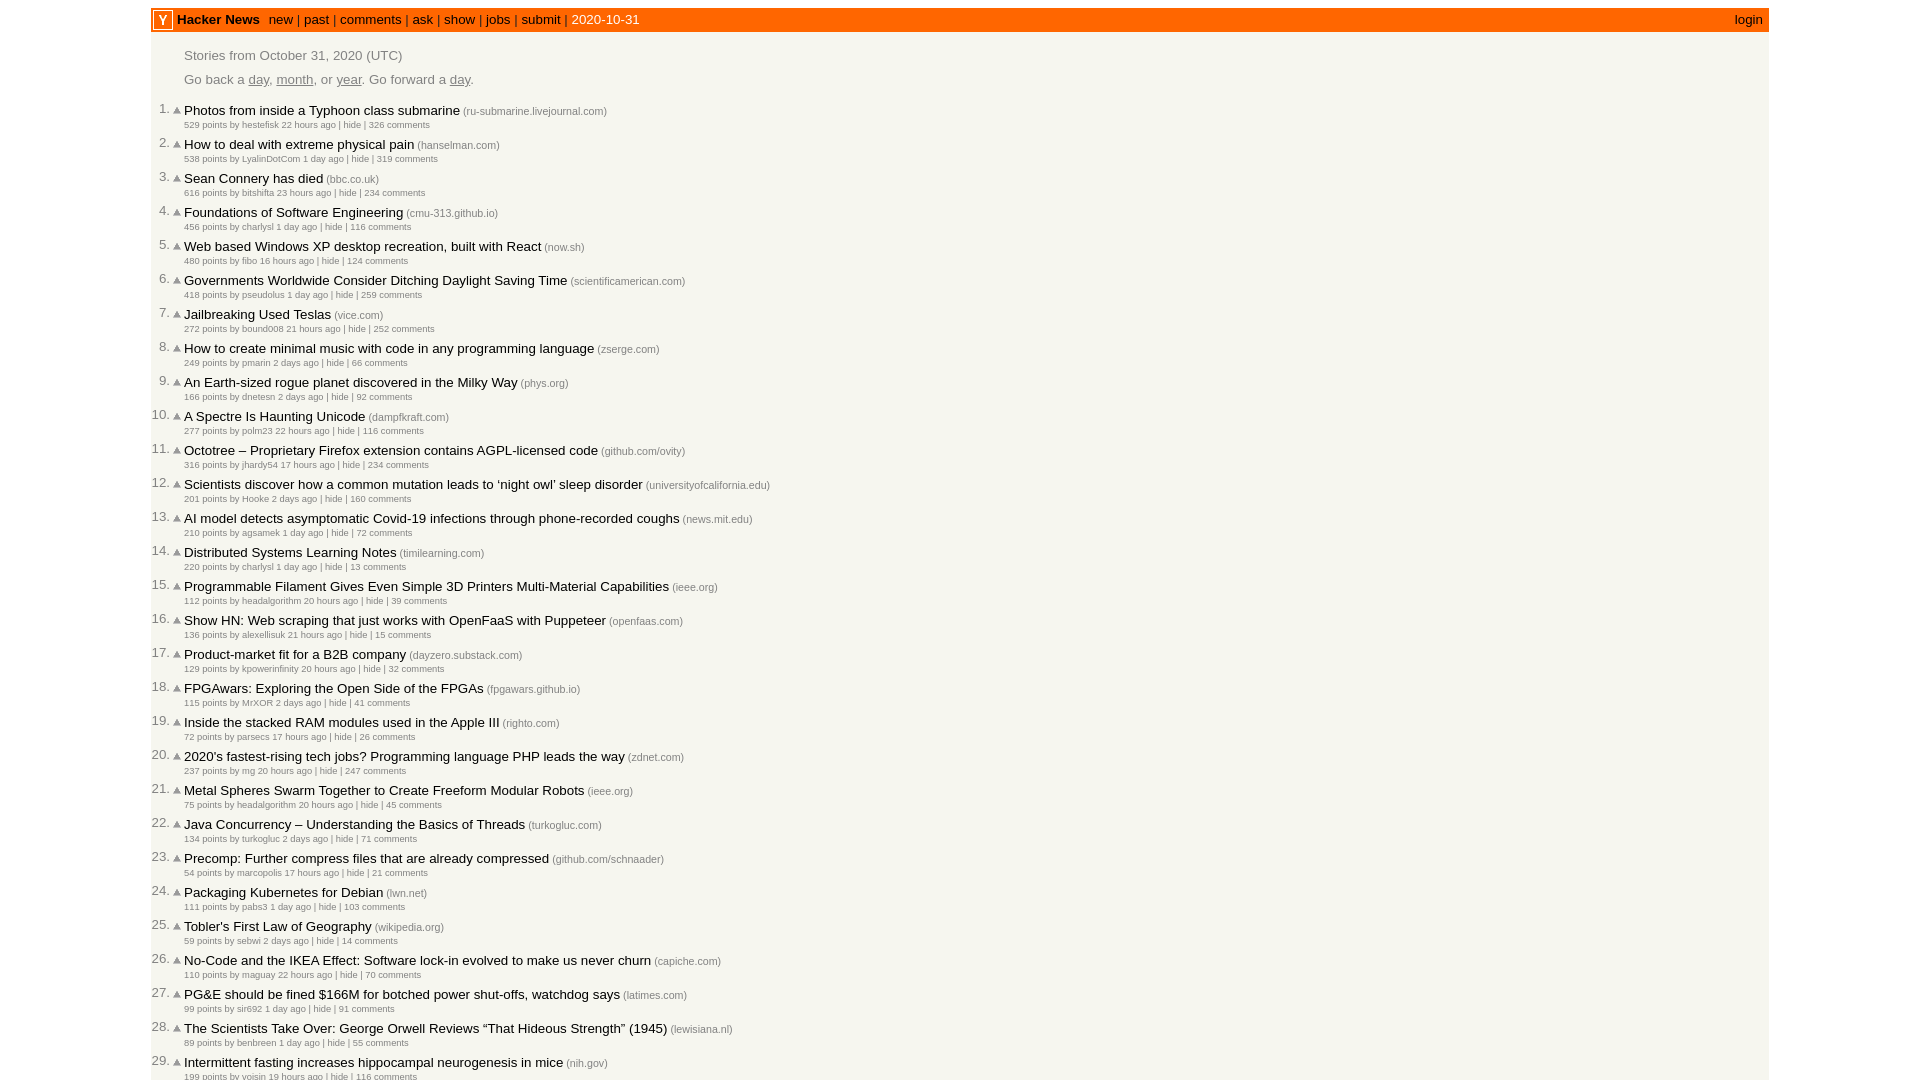 Y Hacker News new | past | comments | ask | show | jobs | submit | 2020-10-31 login
Stories from October 31, 2020 (UTC)
Go back a day, month, or year. Go forward a day.
1. Photos from inside a Typhoon class submarine (ru-submarine.livejournal.com)
529 points by hestefisk 22 hours ago | hide | 326 comments
2. How to deal with extreme physical pain (hanselman.com)
538 points by LyalinDotCom 1 day ago | hide | 319 comments
3. Sean Connery has died (bbc.co.uk)
616 points by bitshifta 23 hours ago | hide | 234 comments
4. Foundations of Software Engineering (cmu-313.github.io)
456 points by charlysl 1 day ago | hide | 116 comments
5. Web based Windows XP desktop recreation, built with React (now.sh)
480 points by fibo 16 hours ago | hide | 124 comments
6. Governments Worldwide Consider Ditching Daylight Saving Time (scientificamerican.com)
418 points by pseudolus 1 day ago | hide | 259 comments
7. Jailbreaking Used Teslas (vice.com)
272 points by bound008 21 hours ago | hide | 252 comments
8. How to create minimal music with code in any programming language (zserge.com)
249 points by pmarin 2 days ago | hide | 66 comments
9. An Earth-sized rogue planet discovered in the Milky Way (phys.org)
166 points by dnetesn 2 days ago | hide | 92 comments
10. A Spectre Is Haunting Unicode (dampfkraft.com)
277 points by polm23 22 hours ago | hide | 116 comments
11. Octotree – Proprietary Firefox extension contains AGPL-licensed code (github.com/ovity)
316 points by jhardy54 17 hours ago | hide | 234 comments
12. Scientists discover how a common mutation leads to ‘night owl’ sleep disorder (universityofcalifornia.edu)
201 points by Hooke 2 days ago | hide | 160 comments
13. AI model detects asymptomatic Covid-19 infections through phone-recorded coughs (news.mit.edu)
210 points by agsamek 1 day ago | hide | 72 comments
14. Distributed Systems Learning Notes (timilearning.com)
220 points by charlysl 1 day ago | hide | 13 comments
15. Programmable Filament Gives Even Simple 3D Printers Multi-Material Capabilities (ieee.org)
112 points by headalgorithm 20 hours ago | hide | 39 comments
16. Show HN: Web scraping that just works with OpenFaaS with Puppeteer (openfaas.com)
136 points by alexellisuk 21 hours ago | hide | 15 comments
17. Product-market fit for a B2B company (dayzero.substack.com)
129 points by kpowerinfinity 20 hours ago | hide | 32 comments
18. FPGAwars: Exploring the Open Side of the FPGAs (fpgawars.github.io)
115 points by MrXOR 2 days ago | hide | 41 comments
19. Inside the stacked RAM modules used in the Apple III (righto.com)
72 points by parsecs 17 hours ago | hide | 26 comments
20. 2020's fastest-rising tech jobs? Programming language PHP leads the way (zdnet.com)
237 points by mg 20 hours ago | hide | 247 comments
21. Metal Spheres Swarm Together to Create Freeform Modular Robots (ieee.org)
75 points by headalgorithm 20 hours ago | hide | 45 comments
22. Java Concurrency – Understanding the Basics of Threads (turkogluc.com)
134 points by turkogluc 2 days ago | hide | 71 comments
23. Precomp: Further compress files that are already compressed (github.com/schnaader)
54 points by marcopolis 17 hours ago | hide | 21 comments
24. Packaging Kubernetes for Debian (lwn.net)
111 points by pabs3 1 day ago | hide | 103 comments
25. Tobler's First Law of Geography (wikipedia.org)
59 points by sebwi 2 days ago | hide | 14 comments
26. No-Code and the IKEA Effect: Software lock-in evolved to make us never churn (capiche.com)
110 points by maguay 22 hours ago | hide | 70 comments
27. PG&E should be fined $166M for botched power shut-offs, watchdog says (latimes.com)
99 points by sir692 1 day ago | hide | 91 comments
28. The Scientists Take Over: George Orwell Reviews “That Hideous Strength” (1945) (lewisiana.nl)
89 points by benbreen 1 day ago | hide | 55 comments
29. Intermittent fasting increases hippocampal neurogenesis in mice (nih.gov)
199 points by voisin 19 hours ago | hide | 116 comments